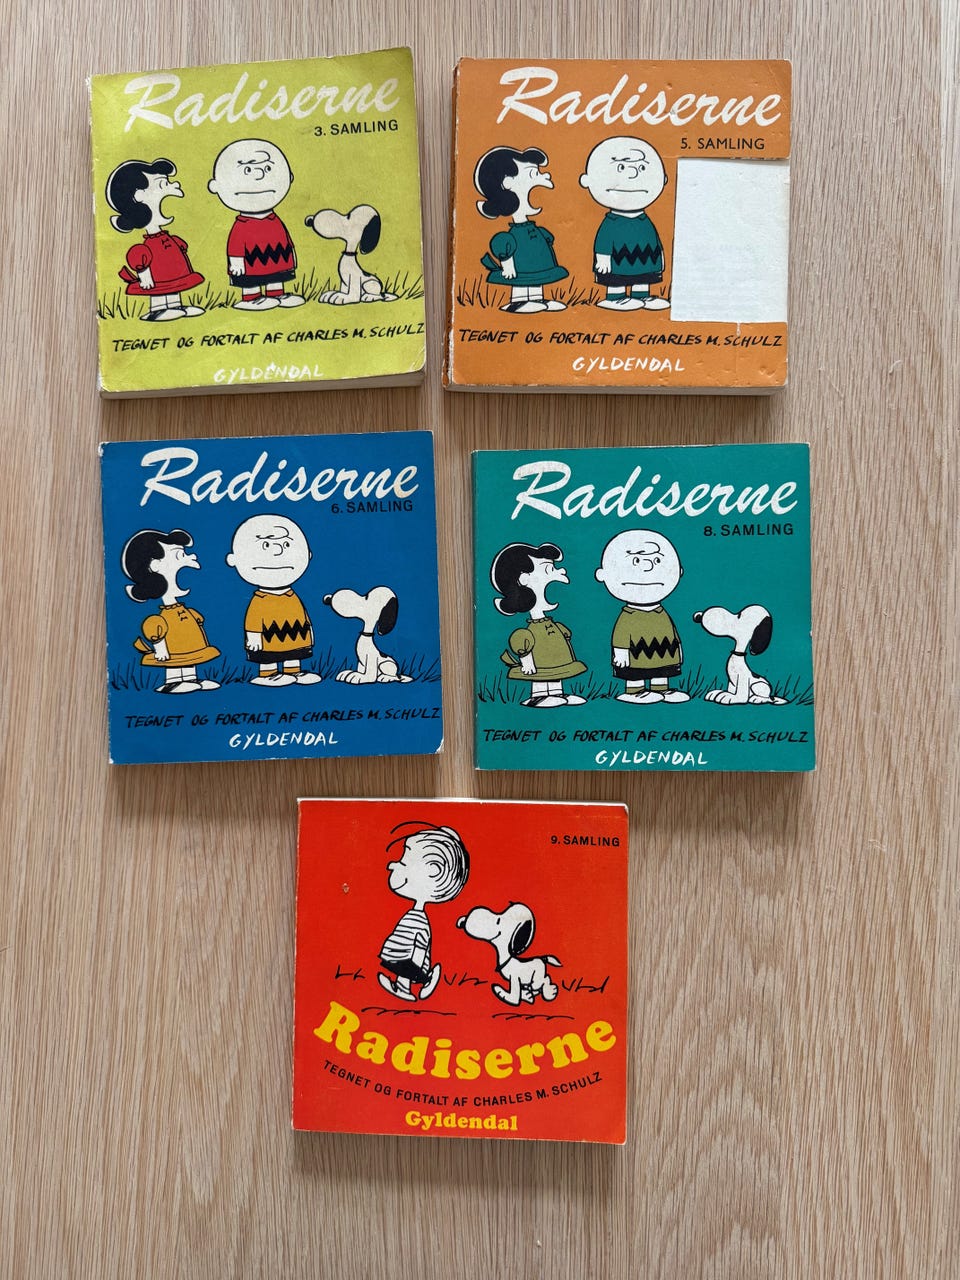 Radiserne
3. SAMLING
TEGNET OG FORTALT AF CHARLES M. SCHULZ
GYLDENDAL
Radiserne
5. SAMLING
TEGNET OG FORTALT AF CHARLES M. SCHULZ
GYLDENDAL
Radiserne
6. SAMLING
TEGNET OG FORTALT AF CHARLES M. SCHULZ
GYLDENDAL
Radiserne
8. SAMLING
TEGNET OG FORTALT AF CHARLES M. SCHULZ
GYLDENDAL
9. SAMLING
Radiserne
TEGNET OG FORTALT AF CHARLES M. SCHULZ
Gyldendal